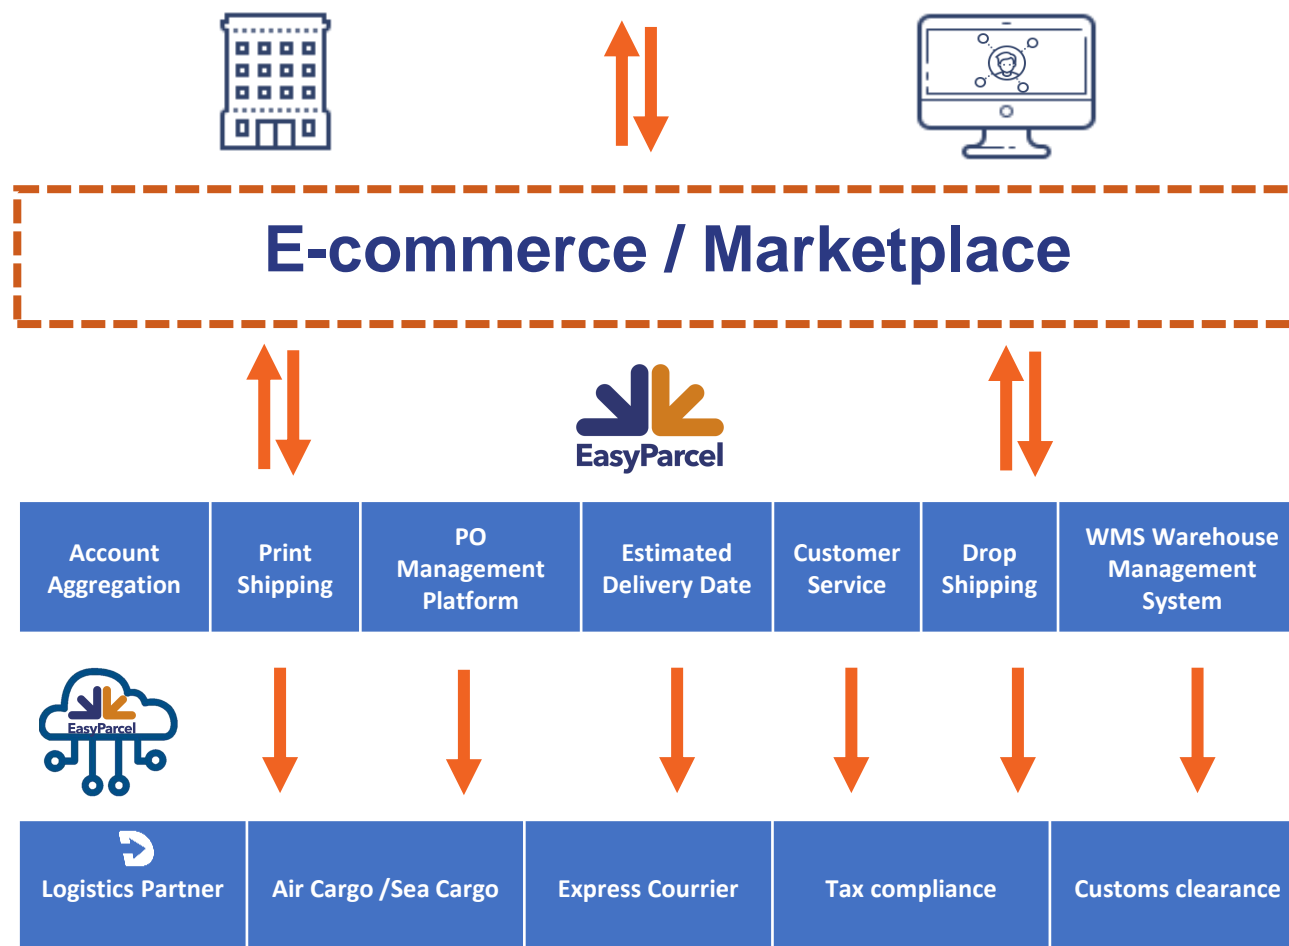 E-commerce / Marketplace
EasyParcel
Account
Aggregation
Print
Shipping
PO
Management
Platform
Estimated
Delivery Date
Customer
Service
Drop
Shipping
WMS Warehouse
Management
System
EasyParcel
Logistics Partner
Air Cargo /Sea Cargo
Express Courrier
Tax compliance
Customs clearance